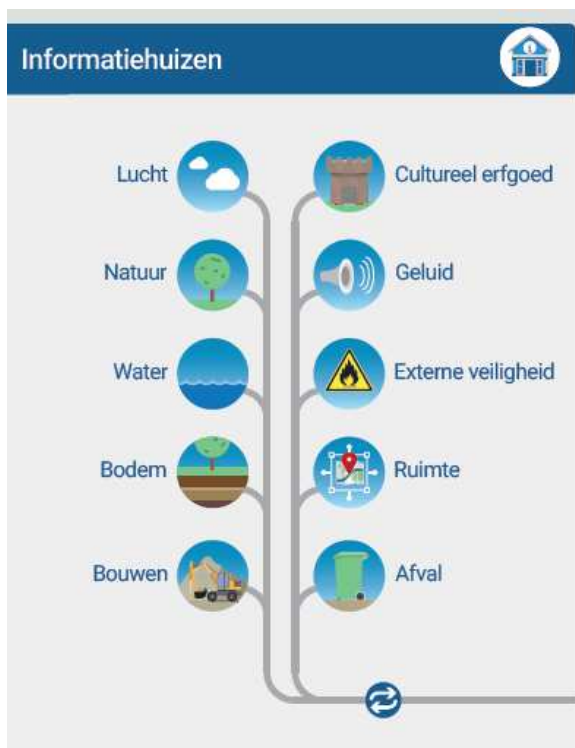 Informatiehuizen
Lucht
Cultureel erfgoed
Natuur
Geluid
Water
Externe veiligheid
Bodem
Ruimte
Bouwen
Afval